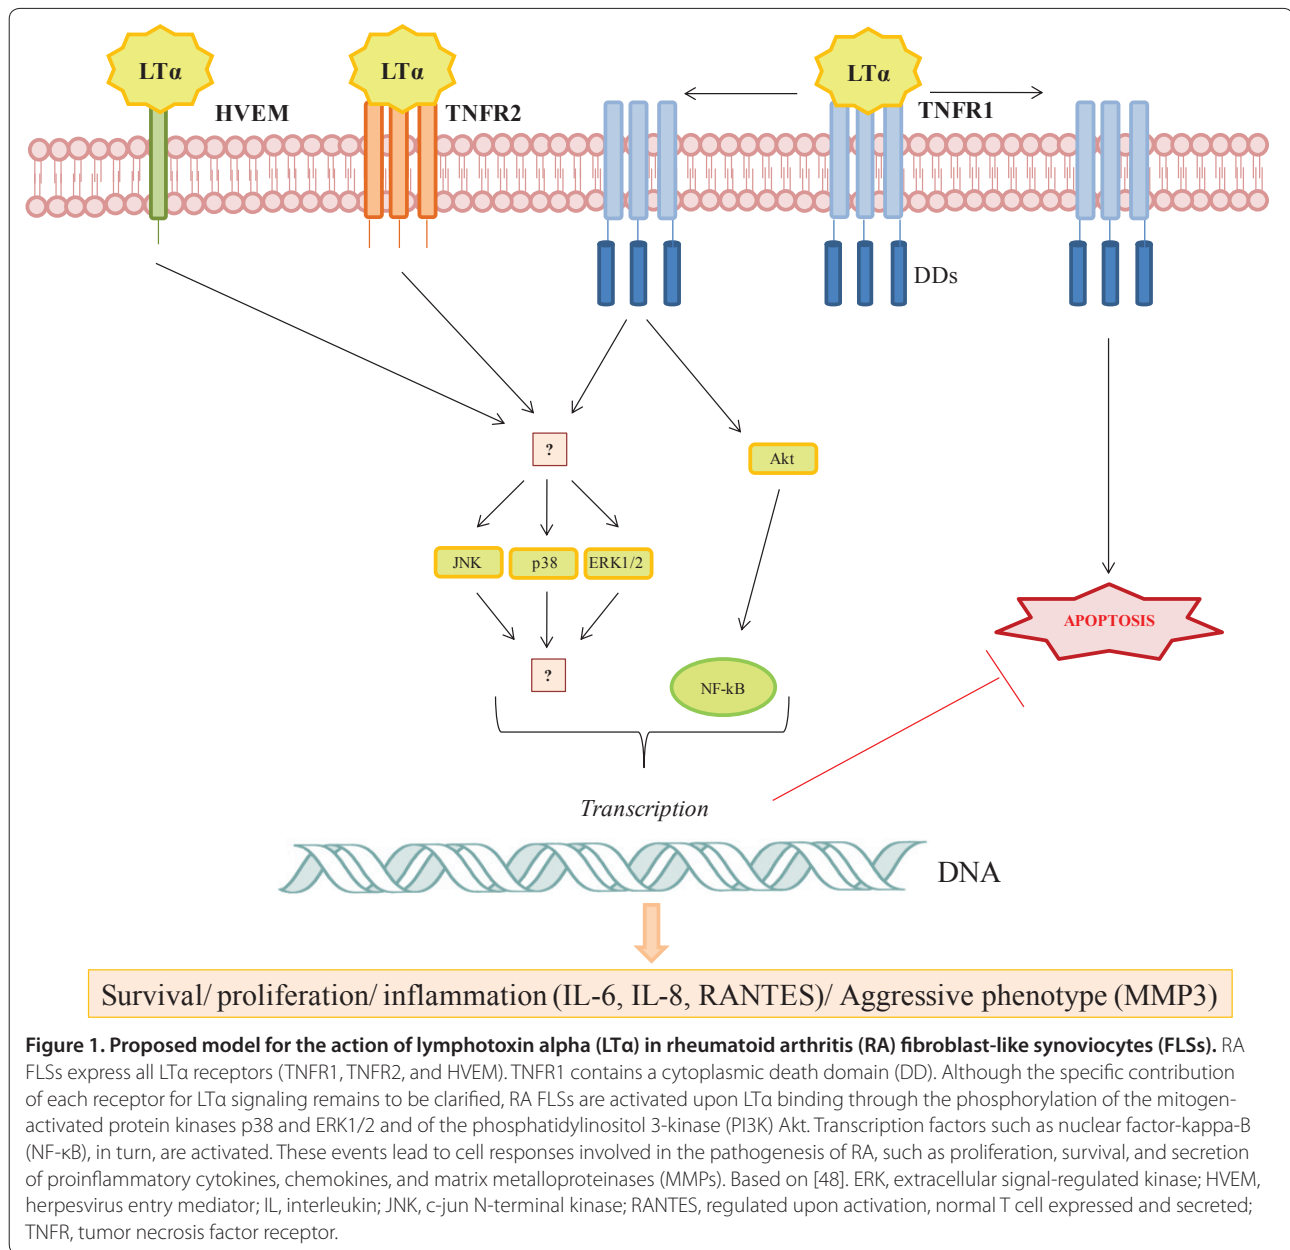 LTα
LTα
LTα
HVEM
TNFR2
TNFR1
DDs
?
Akt
JNK
p38
ERK1/2
APOPTOSIS
?
NF-kB
Transcription
DNA
Survival/ proliferation/ inflammation (IL-6, IL-8, RANTES)/ Aggressive phenotype (MMP3)
Figure 1. Proposed model for the action of lymphotoxin alpha (LTα) in rheumatoid arthritis (RA) fibroblast-like synoviocytes (FLSs). RA
FLSs express all LTα receptors (TNFR1, TNFR2, and HVEM). TNFR1 contains a cytoplasmic death domain (DD). Although the specific contribution
of each receptor for LTα signaling remains to be clarified, RA FLSs are activated upon LTα binding through the phosphorylation of the mitogen-
activated protein kinases p38 and ERK1/2 and of the phosphatidylinositol 3-kinase (PI3K) Akt. Transcription factors such as nuclear factor-kappa-B
(NF-κB), in turn, are activated. These events lead to cell responses involved in the pathogenesis of RA, such as proliferation, survival, and secretion
of proinflammatory cytokines, chemokines, and matrix metalloproteinases (MMPs). Based on [48]. ERK, extracellular signal-regulated kinase; HVEM,
herpesvirus entry mediator; IL, interleukin; JNK, c-jun N-terminal kinase; RANTES, regulated upon activation, normal T cell expressed and secreted;
TNFR, tumor necrosis factor receptor.